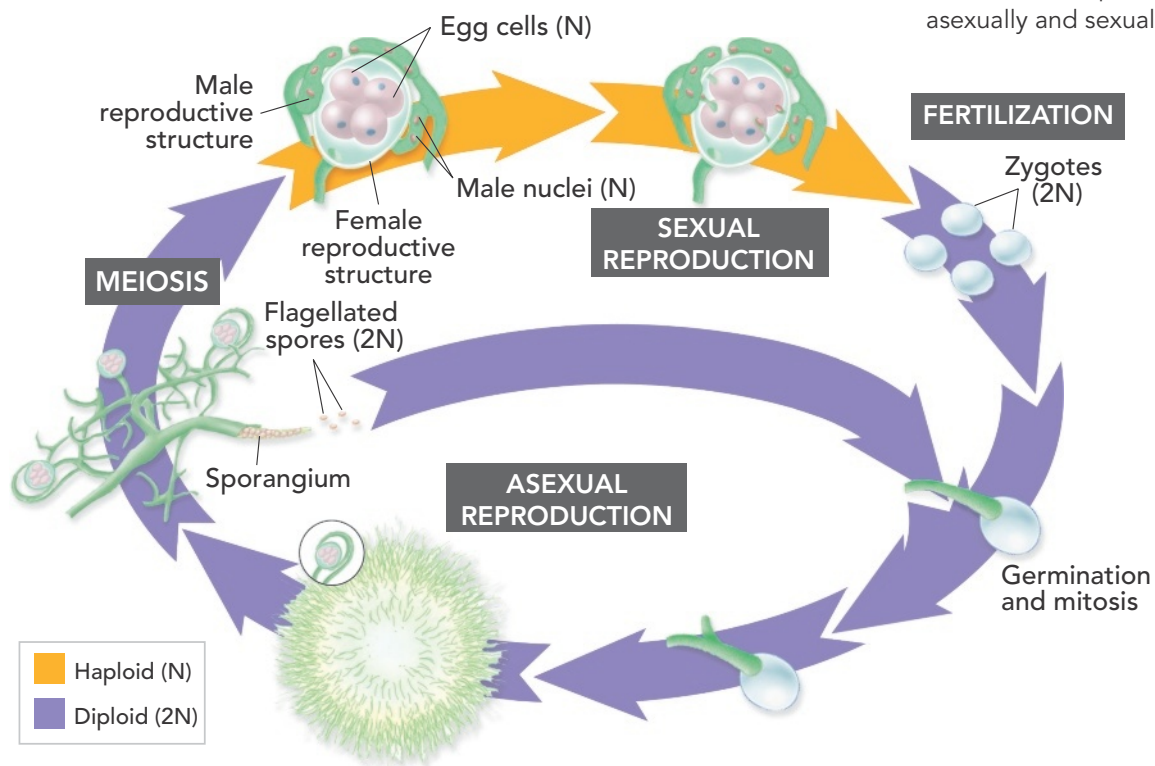 asexually and sexual
Egg cells (N)
Male
reproductive
structure
FERTILIZATION
Zygotes
(2N)
Male nuclei (N)
Female
reproductive
structure
SEXUAL
REPRODUCTION
MEIOSIS
Flagellated
spores (2N)
Sporangium
ASEXUAL
REPRODUCTION
Germination
and mitosis
Haploid (N)
Diploid (2N)